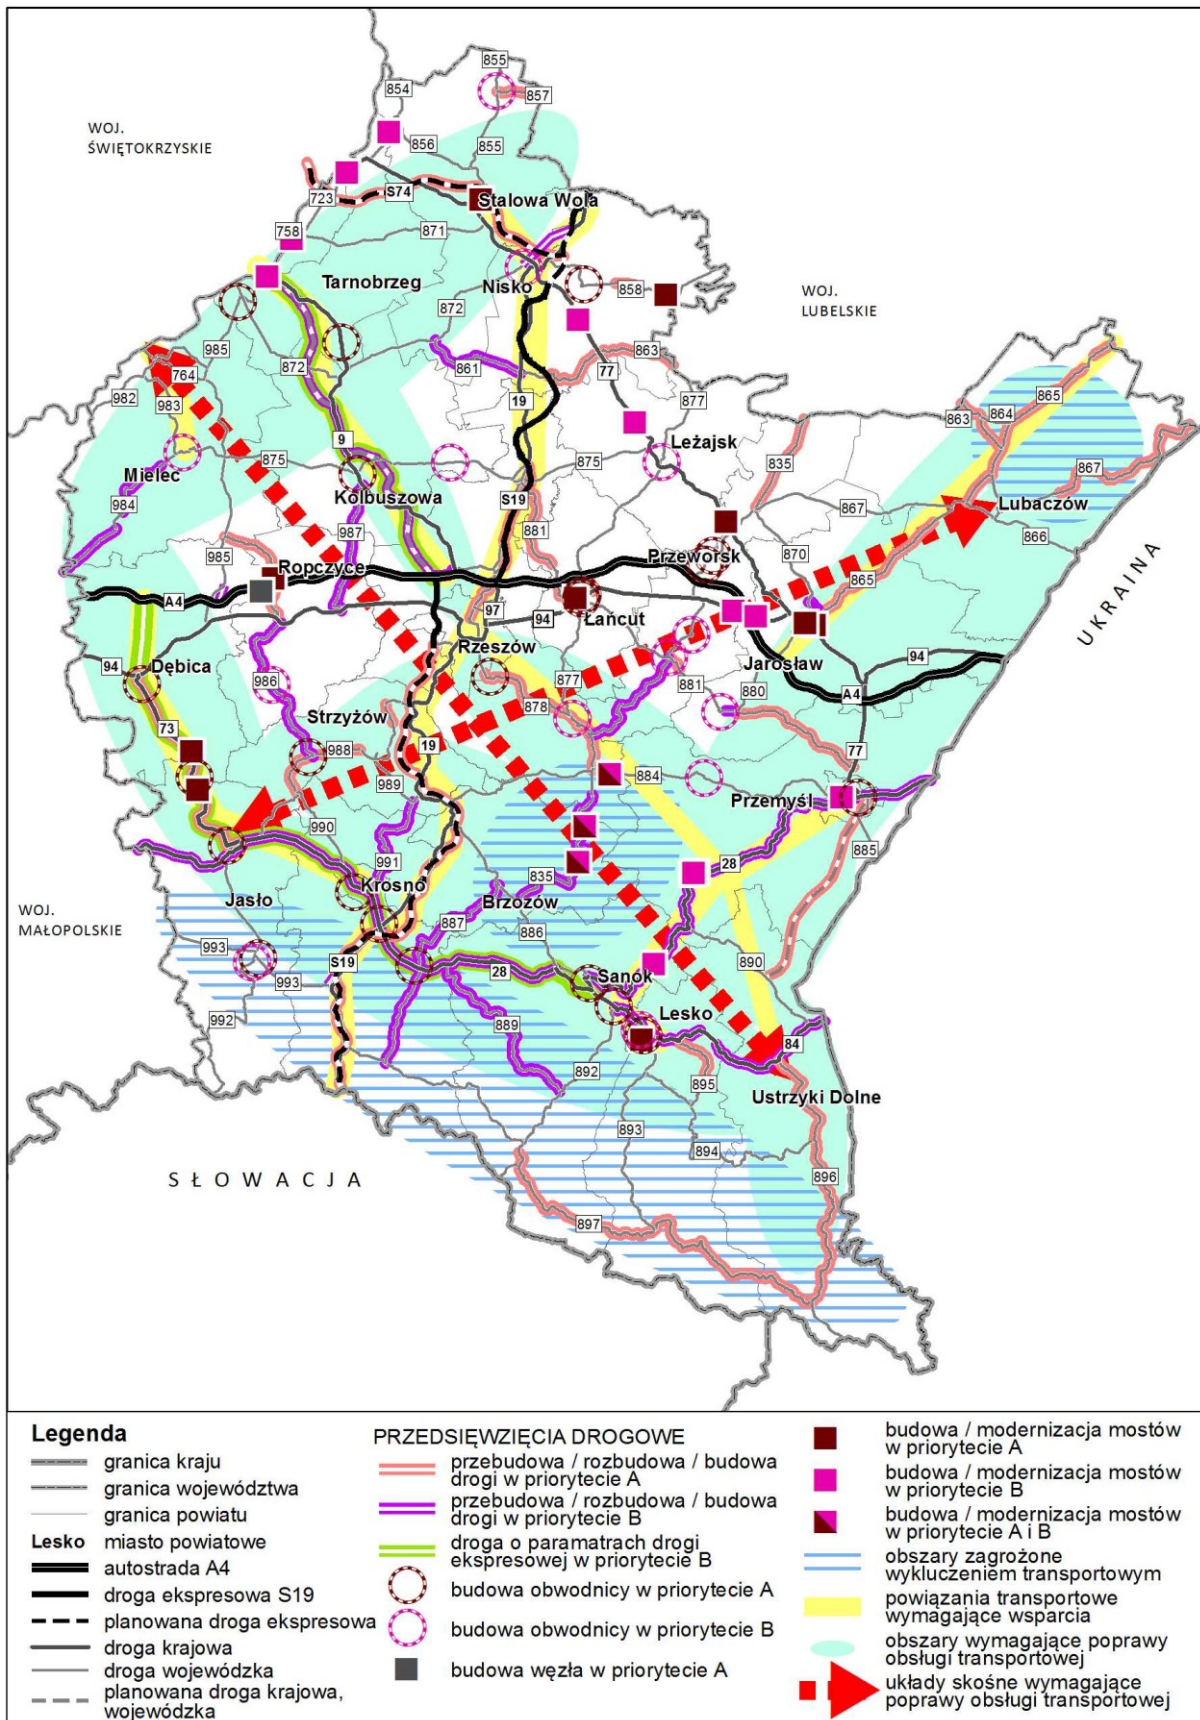 855
854
857
WOJ.
ŚWIĘTOKRZYSKIE
856
855
723
S74
Stalowa Wola
758
871
Tarnobrzeg
Nisko
858
WOJ.
LUBELSKIE
872
985
872
861
863
764
77
982
983
19
877
865
864
863
9
Leżajsk
875
875
835
Mielec
Kolbuszowa
867
984
S19
Lubaczów
987
881
867
866
985
Przeworsk
870
Ropczyce
865
A4
97
94
Łańcut
UKRAINA
Rzeszów
94
Dębica
Jarosław
94
986
877
881
880
A4
Strzyżów
878
73
988
19
77
989
884
Przemyśl
990
885
991
28
Krosno
835
Jasło
Brzozów
WOJ.
MAŁOPOLSKIE
887
886
993
S19
890
28
Sanok
993
Lesko
992
889
84
892
895
Ustrzyki Dolne
893
894
SŁOWACJA
896
897
Legenda
granica kraju
granica województwa
granica powiatu
Lesko miasto powiatowe
autostrada A4
droga ekspresowa S19
planowana droga ekspresowa
droga krajowa
droga wojewódzka
planowana droga krajowa,
wojewódzka
PRZEDSIĘWZIĘCIA DROGOWE
przebudowa / rozbudowa / budowa
drogi w priorytecie A
przebudowa / rozbudowa / budowa
drogi w priorytecie B
droga o paramatrach drogi
ekspresowej w priorytecie B
budowa obwodnicy w priorytecie A
budowa obwodnicy w priorytecie B
budowa węzła w priorytecie A
budowa / modernizacja mostów
w priorytecie A
budowa / modernizacja mostów
w priorytecie B
budowa / modernizacja mostów
w priorytecie A i B
obszary zagrożone
wykluczeniem transportowym
powiązania transportowe
wymagające wsparcia
obszary wymagające poprawy
obsługi transportowej
układy skośne wymagające
poprawy obsługi transportowej